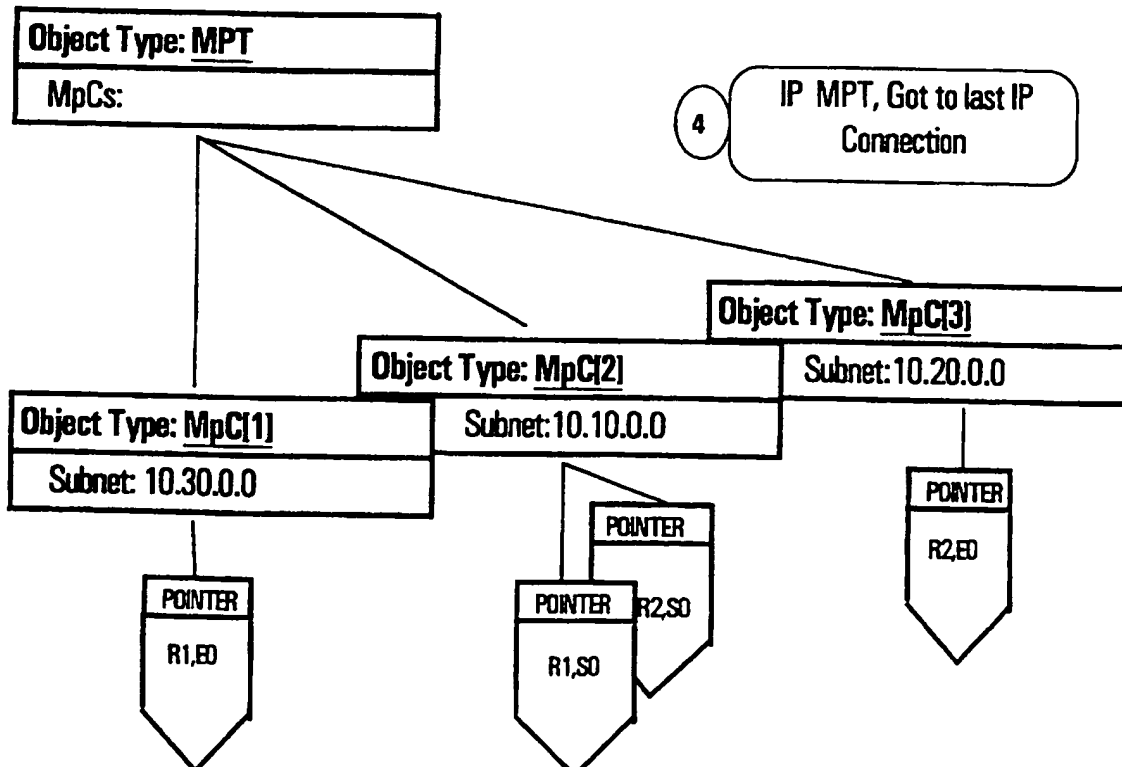 Object Type: MPT
MpCs:
4
IP MPT, Got to last IP
Connection
Object Type: MpC[3]
Subnet:10.20.0.0
Object Type: MpC[2]
Subnet:10.10.0.0
Object Type: MpC[1]
Subnet: 10.30.0.0
POINTER
R2,E0
POINTER
R2,S0
POINTER
R1,S0
POINTER
R1,E0